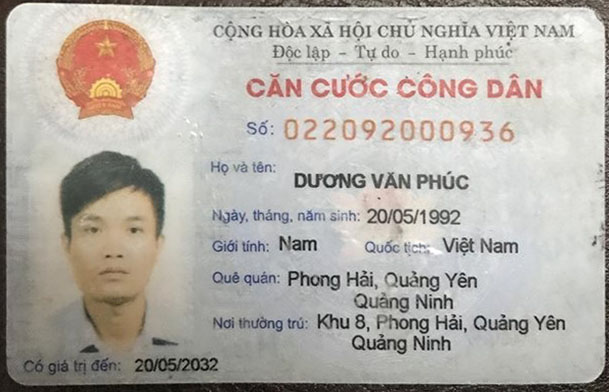 CỘNG HÒA XÃ HỘI CHỦ NGHĨA VIỆT NAM
Độc lập - Tự do - Hạnh phúc
CĂN CƯỚC CÔNG DÂN
Số: 022092000936
Họ và tên:
DƯƠNG VĂN PHÚC
Ngày, tháng, năm sinh: 20/05/1992
Giới tính: Nam Quốc tịch: Việt Nam
Quê quán: Phong Hải, Quảng Yên
Quảng Ninh
Nơi thường trú: Khu 8, Phong Hải, Quảng Yên
Quảng Ninh
Có giá trị đến: 20/05/2032